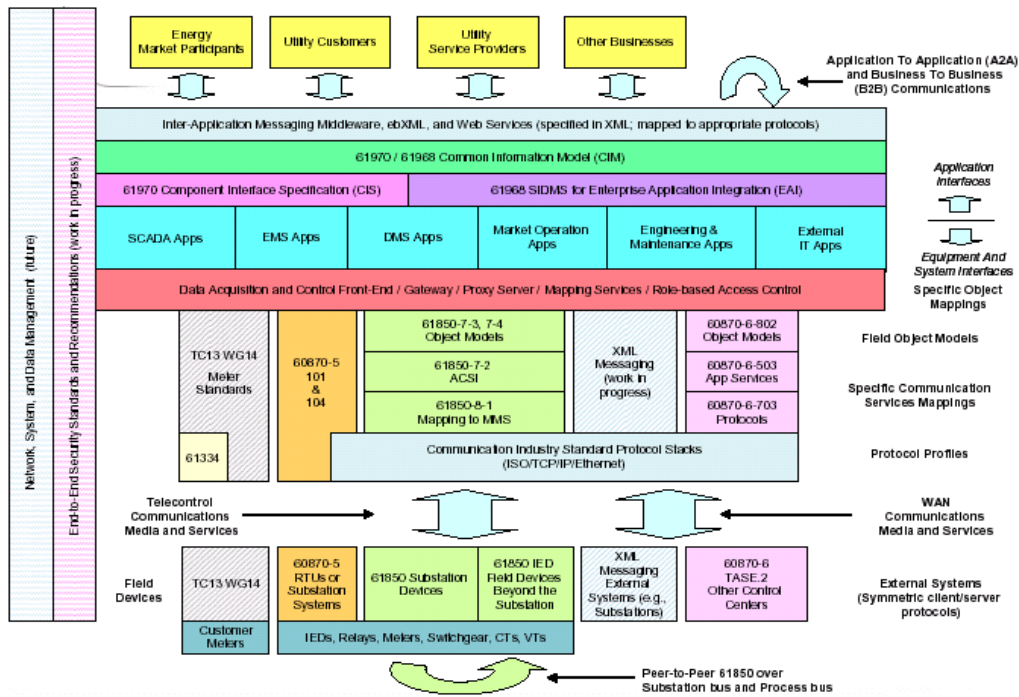 Energy
Market Participants
Utility Customers
Utility
Service Providers
Other Businesses
Application To Application (A2A)
and Business To Business
(B2B) Communications
Inter-Application Messaging Middleware, ebXML, and Web Services (specified in XML; mapped to appropriate protocols)
61970 / 61968 Common Information Model (CIM)
61970 Component Interface Specification (CIS)
61968 SIDMS for Enterprise Application Integration (EAI)
Application
Interfaces
SCADA Apps
EMS Apps
DMS Apps
Market Operation
Apps
Engineering &
Maintenance Apps
External
IT Apps
Equipment And
System Interfaces
Data Acquisition and Control Front-End / Gateway / Proxy Server / Mapping Services / Role-based Access Control
Specific Object
Mappings
Network, System, and Data Management (future)
End-to-End Security Standards and Recommendations (work in progress)
TC13 WG14
Meter
Standards
60870-5
101
&
104
61850-7-3, 7-4
Object Models
61850-7-2
ACSI
61850-8-1
Mapping to MMS
XML
Messaging
(work in
progress)
60870-6-802
Object Models
60870-6-503
App Services
60870-6-703
Protocols
Field Object Models
Specific Communication
Services Mappings
61334
Communication Industry Standard Protocol Stacks
(ISO/TCP/IP/Ethernet)
Protocol Profiles
Telecontrol
Communications
Media and Services
WAN
Communications
Media and Services
Field
Devices
TC13 WG14
60870-5
RTUs or
Substation
Systems
61850 Substation
Devices
61850 IED
Field Devices
Beyond the
Substation
XML
Messaging
External
Systems (e.g.,
Substations)
60870-6
TASE.2
Other Control
Centers
External Systems
(Symmetric client/server
protocols)
Customer
Meters
IEDs, Relays, Meters, Switchgear, CTs, VTs
Peer-to-Peer 61850 over
Substation bus and Process bus